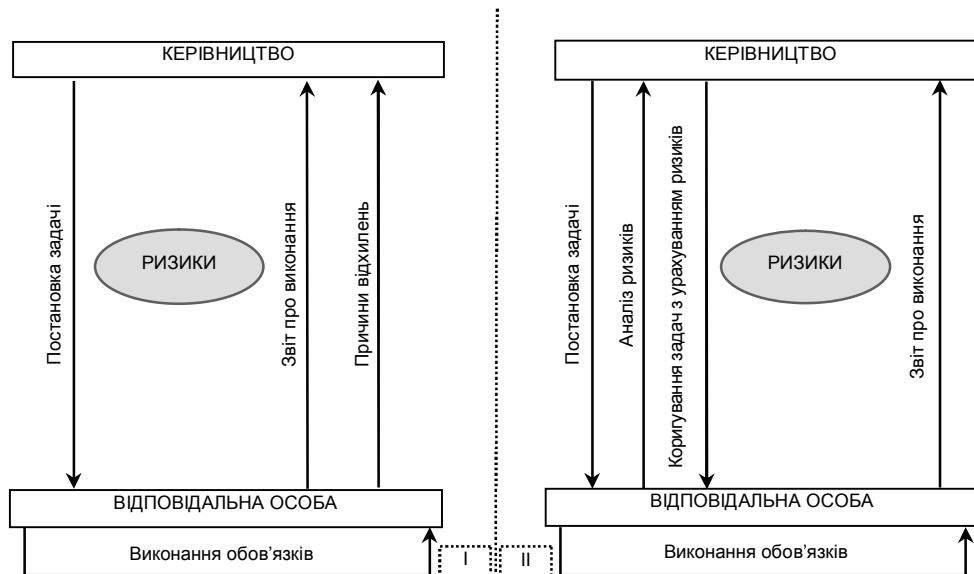 КЕРІВНИЦТВО
Постановка задачі
РИЗИКИ
Звіт про виконання
Причини відхилень
ВІДПОВІДАЛЬНА ОСОБА
Виконання обов’язків
I
КЕРІВНИЦТВО
Постановка задачі
Аналіз ризиків
Коригування задач з урахуванням ризиків
РИЗИКИ
Звіт про виконання
ВІДПОВІДАЛЬНА ОСОБА
Виконання обов’язків
II